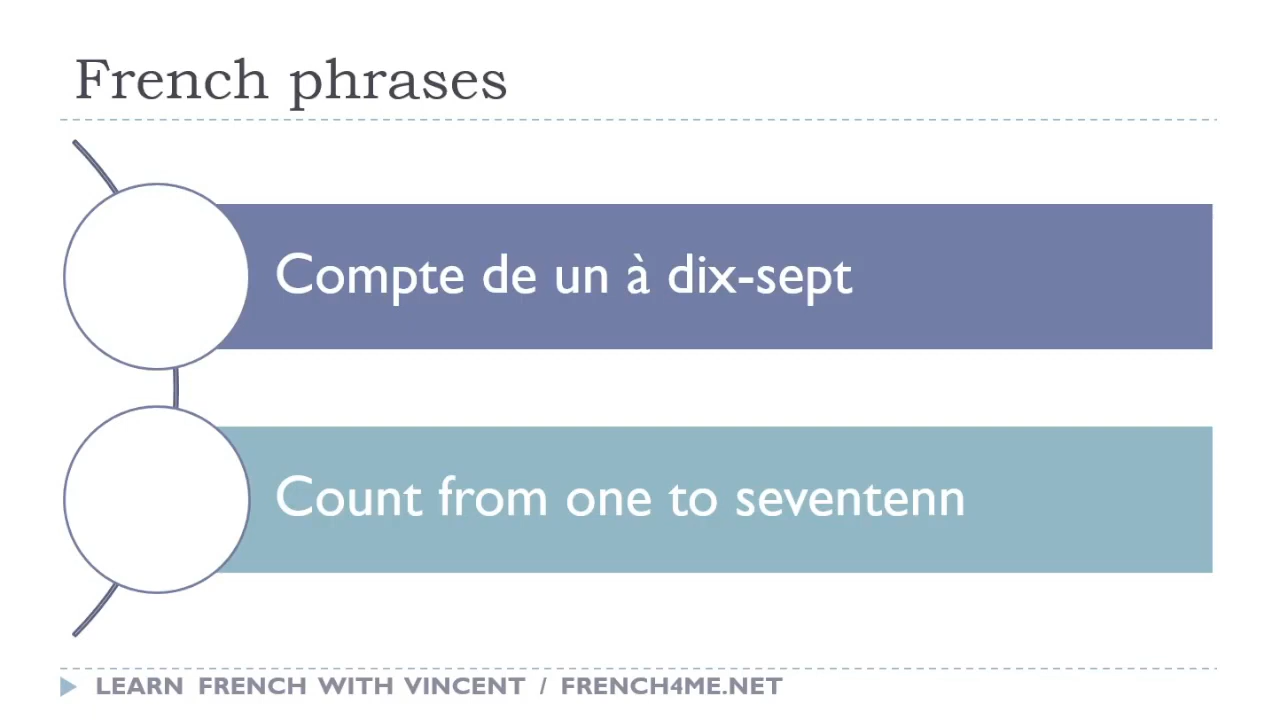 French phrases
Compte de un à dix-sept
Count from one to seventenn
LEARN FRENCH WITH VINCENT / FRENCH4ME.NET